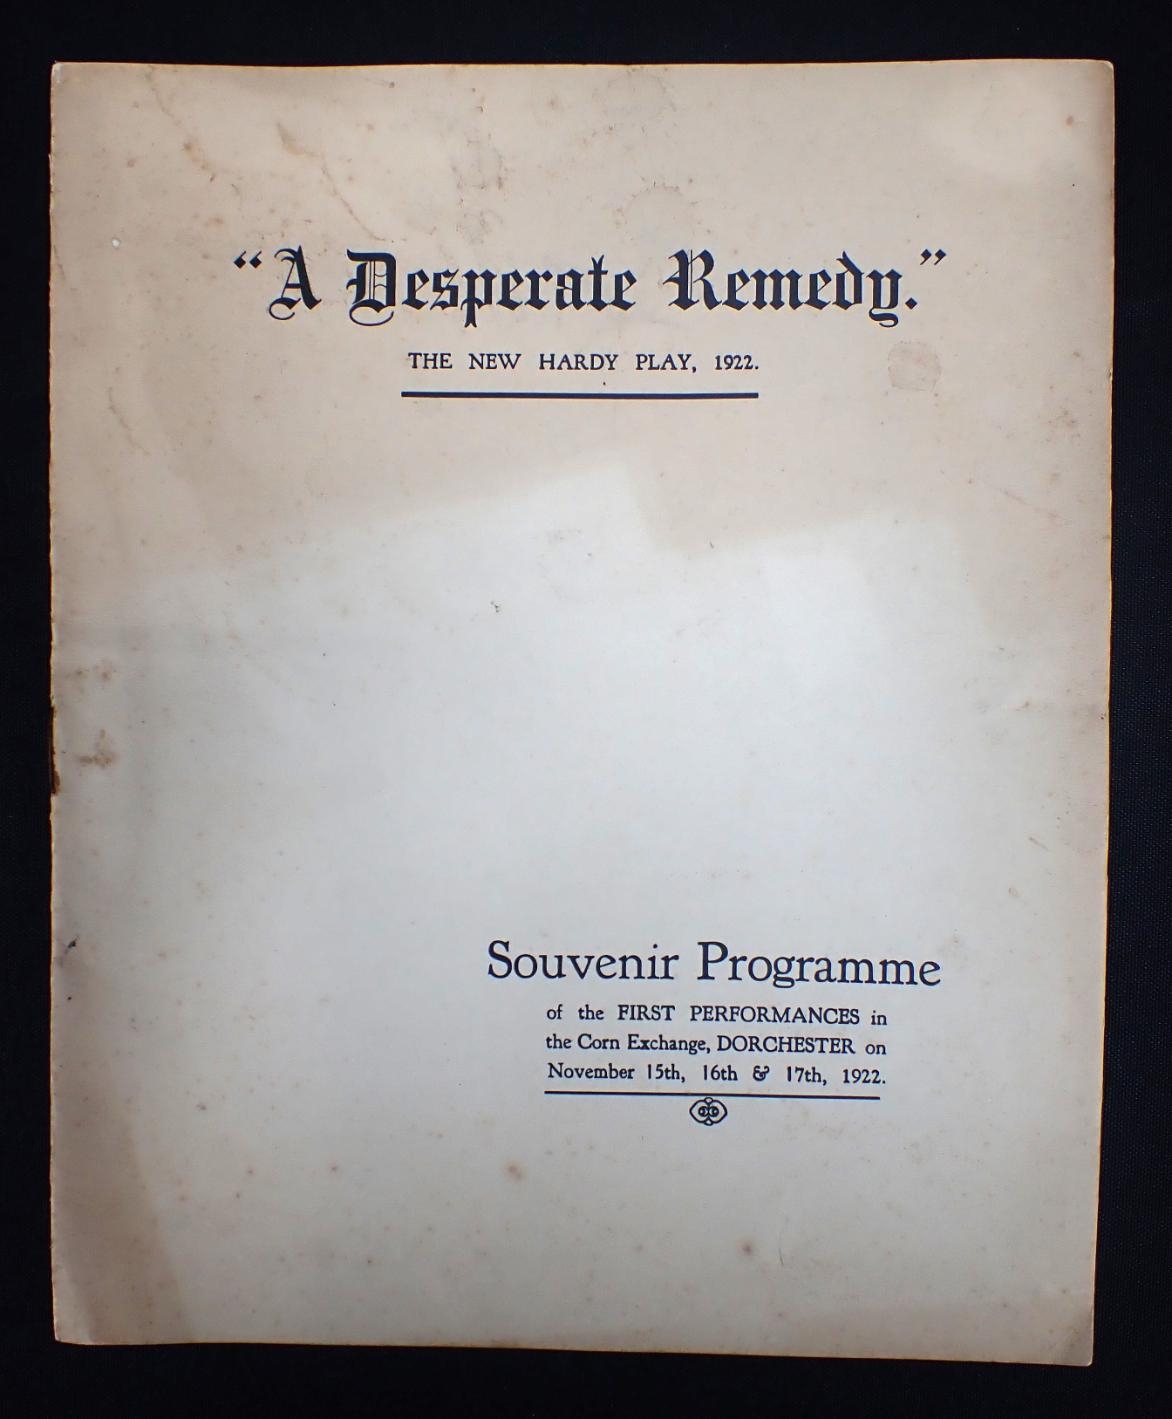 “A Desperate Remedy.”
THE NEW HARDY PLAY, 1922.
Souvenir Programme
of the FIRST PERFORMANCES in
the Corn Exchange, DORCHESTER on
November 15th, 16th & 17th, 1922.